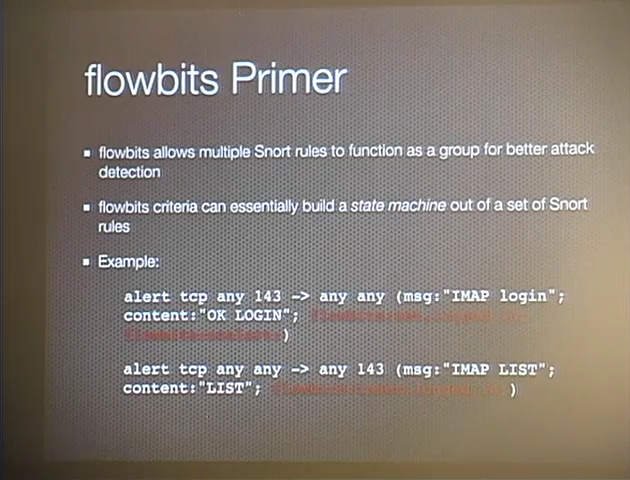 flowbits Primer
▪ flowbits allows multiple Snort rules to function as a group for better attack
detection
▪ flowbits criteria can essentially build a state machine out of a set of Snort
rules
▪ Example:
alert tcp any 143 -> any any (msg:"IMAP login";
content:"OK LOGIN";
)
alert tcp any any -> any 143 (msg:"IMAP LIST";
content:"LIST"; )